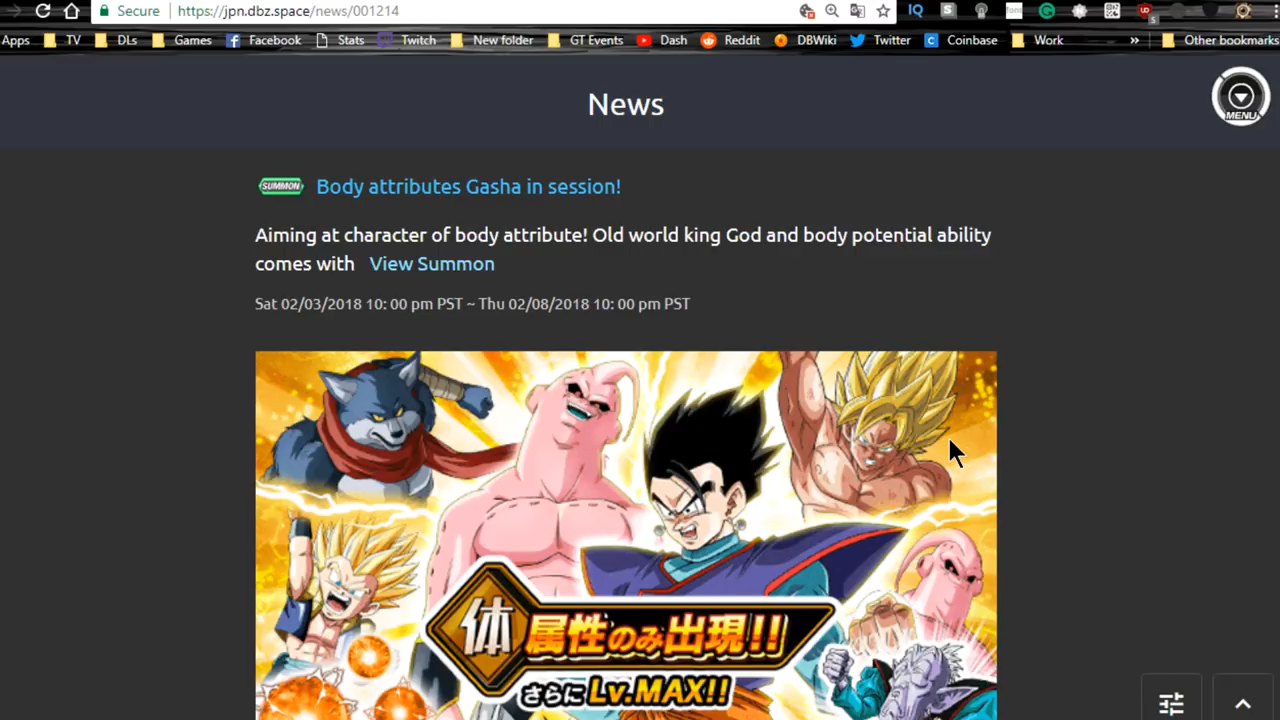 Secure
https://jpn.dbz.space/news/001214
IQ
S
font
UD
5
Apps
TV
DLs
Games
Facebook
Stats
Twitch
New folder
GT Events
Dash
Reddit
DBWiki
Twitter
Coinbase
Work
»
Other bookmarks
News
MENU
SUMMON
Body attributes Gasha in session!
Aiming at character of body attribute! Old world king God and body potential ability
comes with View Summon
Sat 02/03/2018 10: 00 pm PST ~ Thu 02/08/2018 10: 00 pm PST
体
属性のみ出現!!
さらにLv.MAX!!